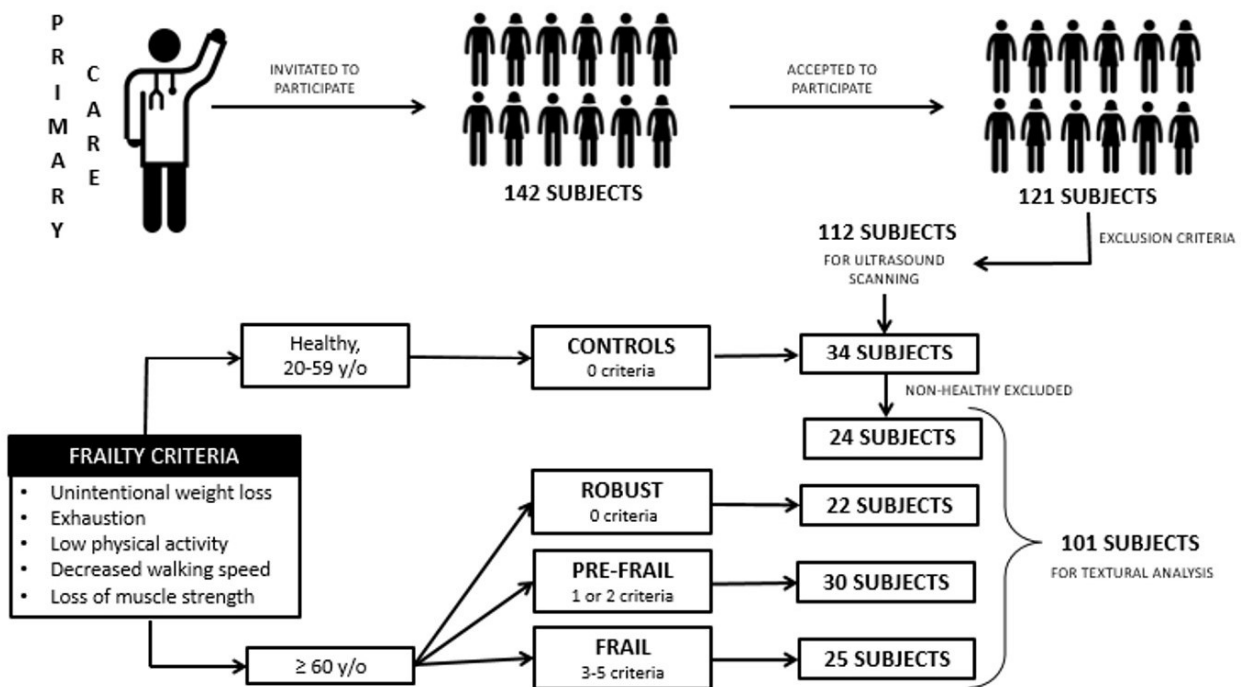 PRIMARY
CARE
INVITATED TO
PARTICIPATE
142 SUBJECTS
ACCEPTED TO
PARTICIPATE
121 SUBJECTS
EXCLUSION CRITERIA
112 SUBJECTS
FOR ULTRASOUND
SCANNING
Healthy,
20-59 y/o
CONTROLS
0 criteria
34 SUBJECTS
NON-HEALTHY EXCLUDED
24 SUBJECTS
FRAILTY CRITERIA
• Unintentional weight loss
• Exhaustion
• Low physical activity
• Decreased walking speed
• Loss of muscle strength
≥ 60 y/o
ROBUST
0 criteria
22 SUBJECTS
PRE-FRAIL
1 or 2 criteria
30 SUBJECTS
FRAIL
3-5 criteria
25 SUBJECTS
101 SUBJECTS
FOR TEXTURAL ANALYSIS